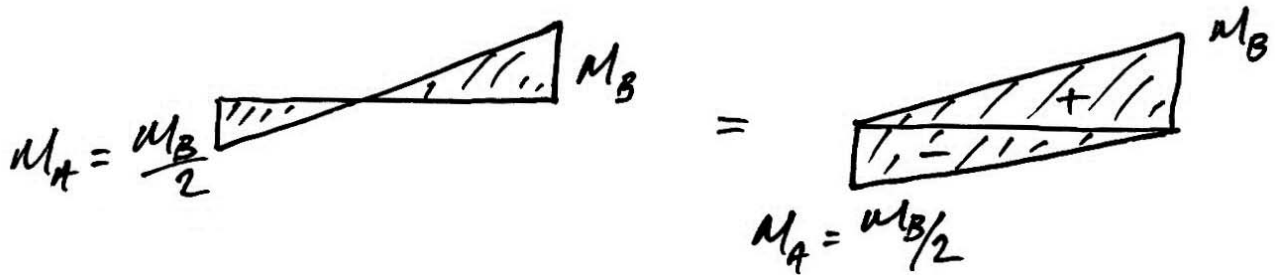 M_B
M_B
M_A = M_B/2
=
+
-
M_A = M_B/2